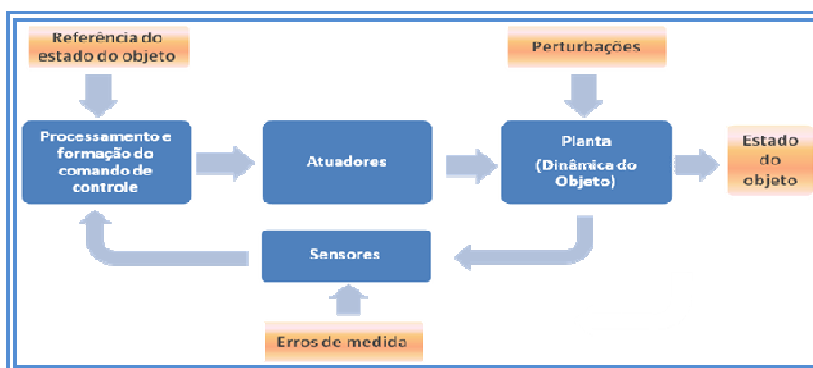 Referência do
estado do objeto
Perturbações
Processamento e
formação do
comando de
controle
Atuadores
Planta
(Dinâmica do
Objeto)
Estado
do
objeto
Sensores
Erros de medida